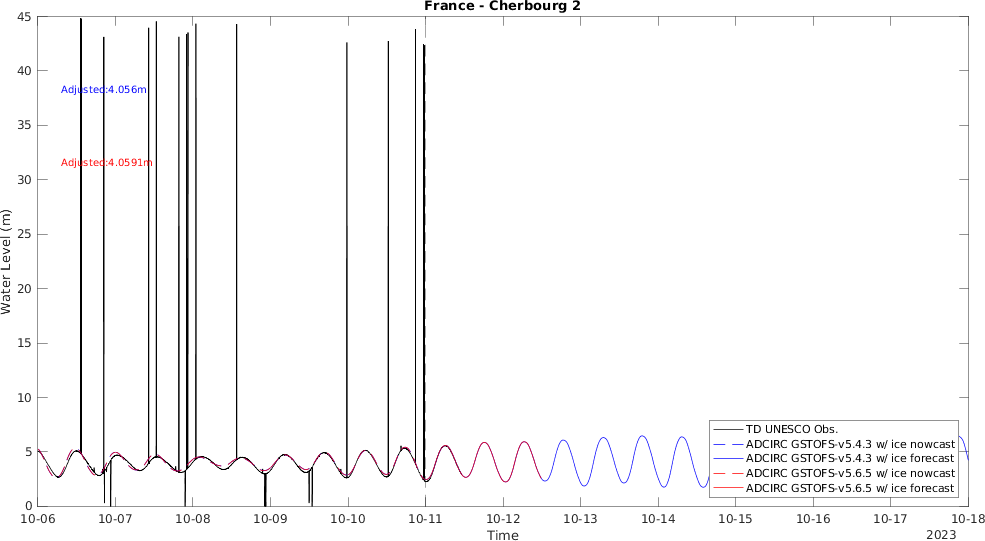 France - Cherbourg 2
45
40
35
30
25
20
15
10
5
0
Water Level (m)
Adjusted:4.056m
Adjusted:4.0591m
TD UNESCO Obs.
ADCIRC GSTOFS-v5.4.3 w/ ice nowcast
ADCIRC GSTOFS-v5.4.3 w/ ice forecast
ADCIRC GSTOFS-v5.6.5 w/ ice nowcast
ADCIRC GSTOFS-v5.6.5 w/ ice forecast
10-06 10-07 10-08 10-09 10-10 10-11 10-12 10-13 10-14 10-15 10-16 10-17 10-18
Time
2023